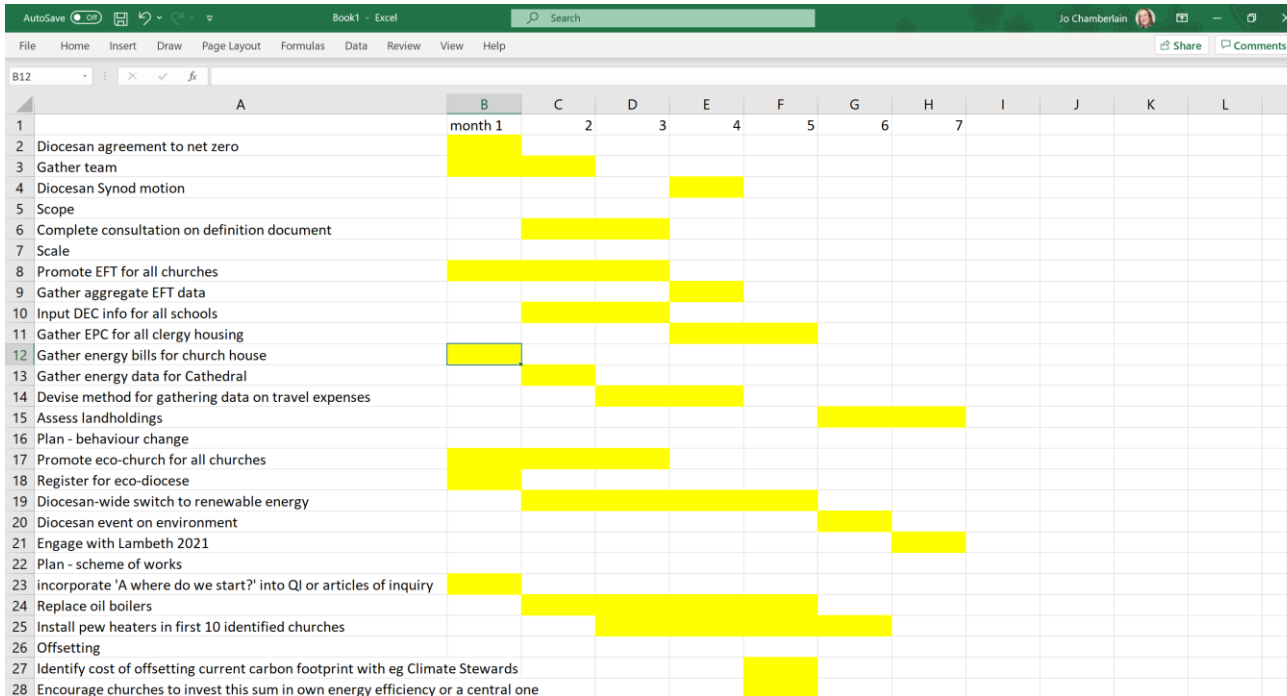 AutoSave Off Book1 - Excel Search Jo Chamberlain
File Home Insert Draw Page Layout Formulas Data Review View Help Share Comments
B12 fx
A B C D E F G H I J K L
1 month 1 2 3 4 5 6 7
2 Diocesan agreement to net zero
3 Gather team
4 Diocesan Synod motion
5 Scope
6 Complete consultation on definition document
7 Scale
8 Promote EFT for all churches
9 Gather aggregate EFT data
10 Input DEC info for all schools
11 Gather EPC for all clergy housing
12 Gather energy bills for church house
13 Gather energy data for Cathedral
14 Devise method for gathering data on travel expenses
15 Assess landholdings
16 Plan - behaviour change
17 Promote eco-church for all churches
18 Register for eco-diocese
19 Diocesan-wide switch to renewable energy
20 Diocesan event on environment
21 Engage with Lambeth 2021
22 Plan - scheme of works
23 incorporate 'A where do we start?' into QI or articles of inquiry
24 Replace oil boilers
25 Install pew heaters in first 10 identified churches
26 Offsetting
27 Identify cost of offsetting current carbon footprint with eg Climate Stewards
28 Encourage churches to invest this sum in own energy efficiency or a central one